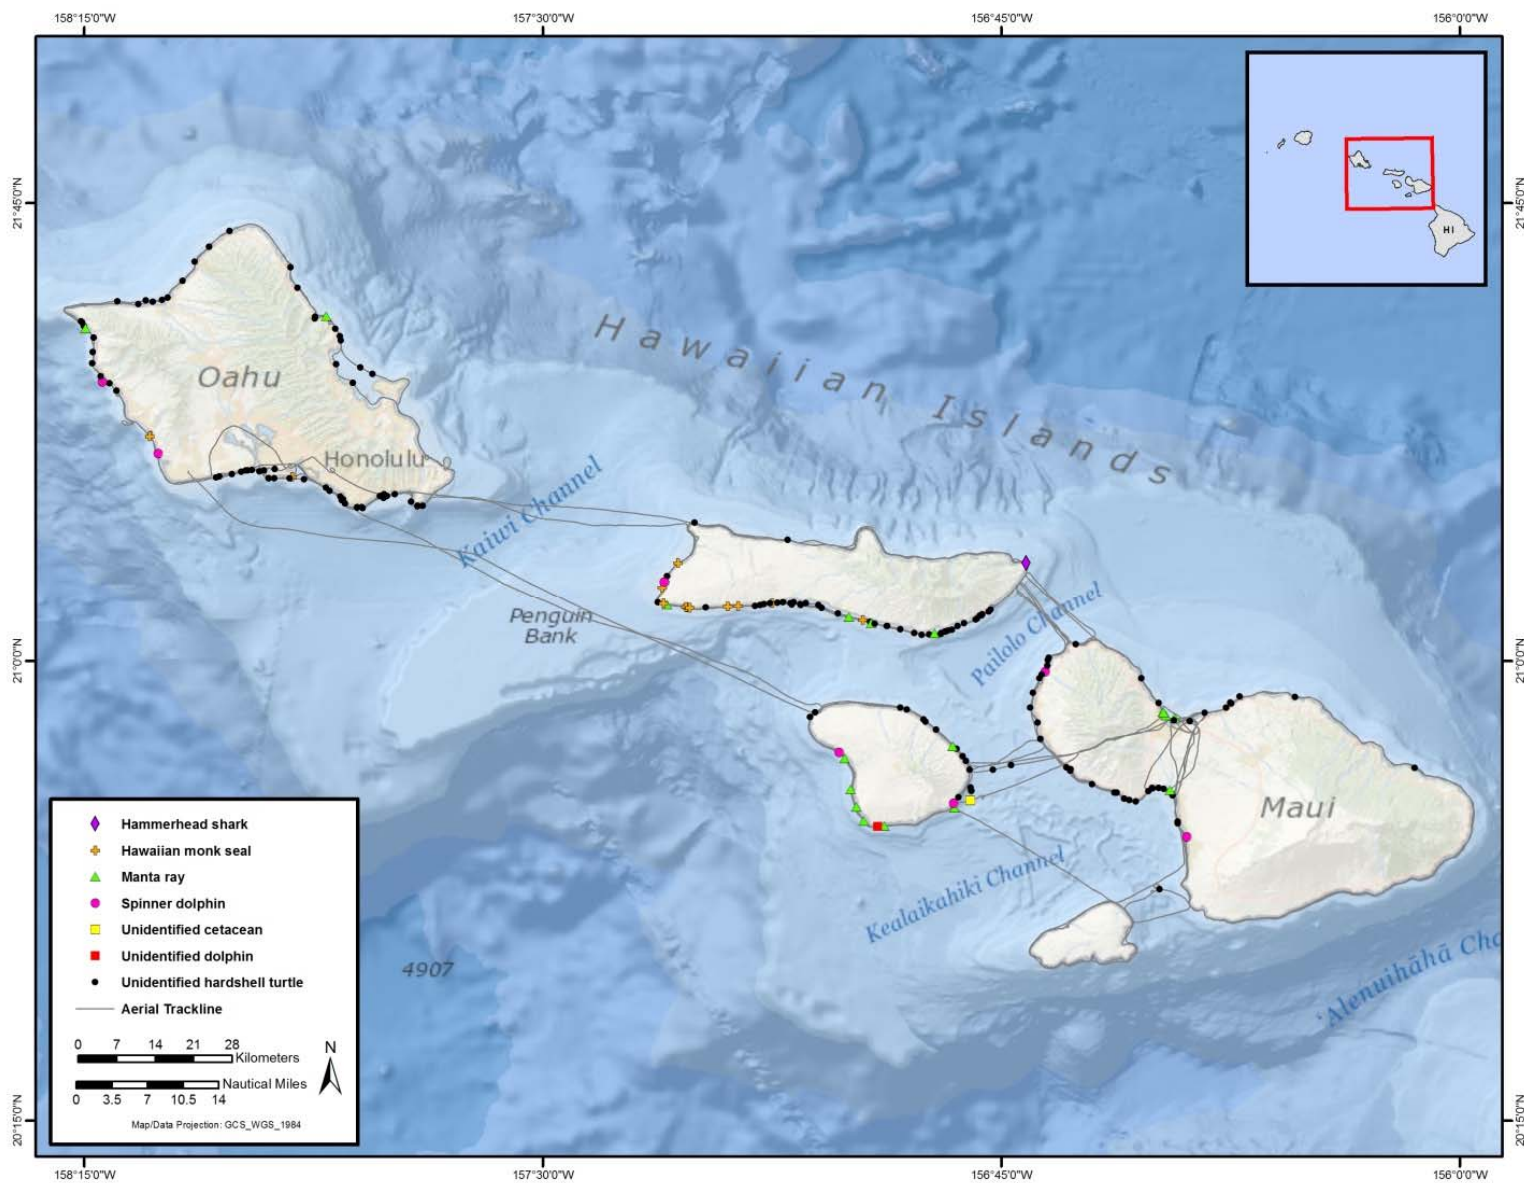 158°15'0"W
157°30'0"W
156°45'0"W
156°0'0"W
21°45'0"N
21°45'0"N
HI
Hawaiian Islands
Oahu
Honolulu
Kaiwi Channel
Penguin
Bank
Pailolo Channel
21°0'0"N
21°0'0"N
Maui
Kealaikahiki Channel
'Alenuihāhā Cha
4907
Hammerhead shark
Hawaiian monk seal
Manta ray
Spinner dolphin
Unidentified cetacean
Unidentified dolphin
Unidentified hardshell turtle
Aerial Trackline
0 7 14 21 28
Kilometers
N
Nautical Miles
0 3.5 7 10.5 14
Map/Data Projection: GCS_WGS_1984
20°15'0"N
20°15'0"N
158°15'0"W
157°30'0"W
156°45'0"W
156°0'0"W